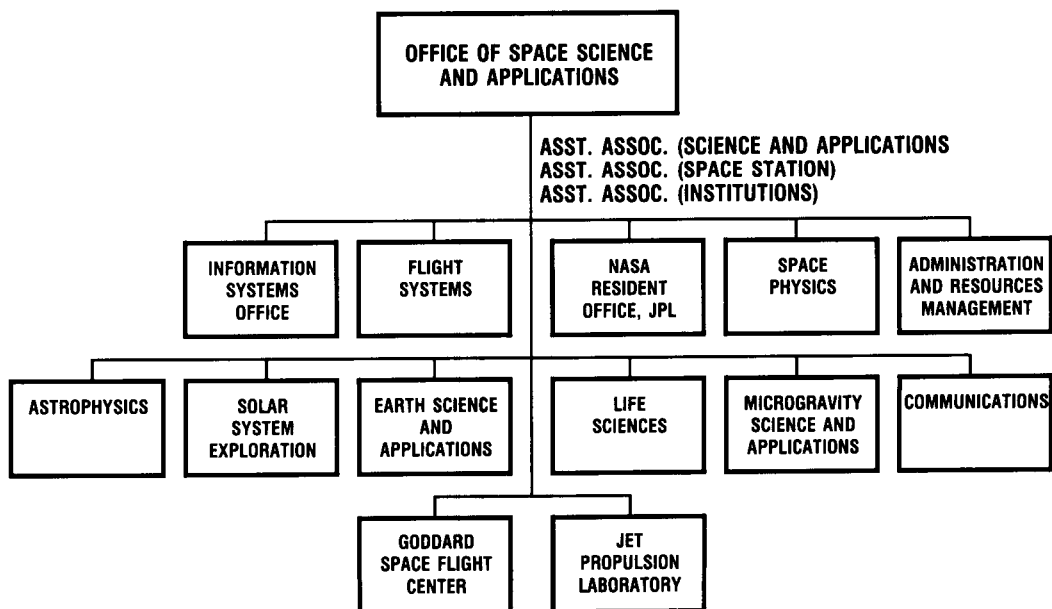 OFFICE OF SPACE SCIENCE
AND APPLICATIONS
ASST. ASSOC. (SCIENCE AND APPLICATIONS
ASST. ASSOC. (SPACE STATION)
ASST. ASSOC. (INSTITUTIONS)
INFORMATION
SYSTEMS
OFFICE
FLIGHT
SYSTEMS
NASA
RESIDENT
OFFICE, JPL
SPACE
PHYSICS
ADMINISTRATION
AND RESOURCES
MANAGEMENT
ASTROPHYSICS
SOLAR
SYSTEM
EXPLORATION
EARTH SCIENCE
AND
APPLICATIONS
LIFE
SCIENCES
MICROGRAVITY
SCIENCE AND
APPLICATIONS
COMMUNICATIONS
GODDARD
SPACE FLIGHT
CENTER
JET
PROPULSION
LABORATORY